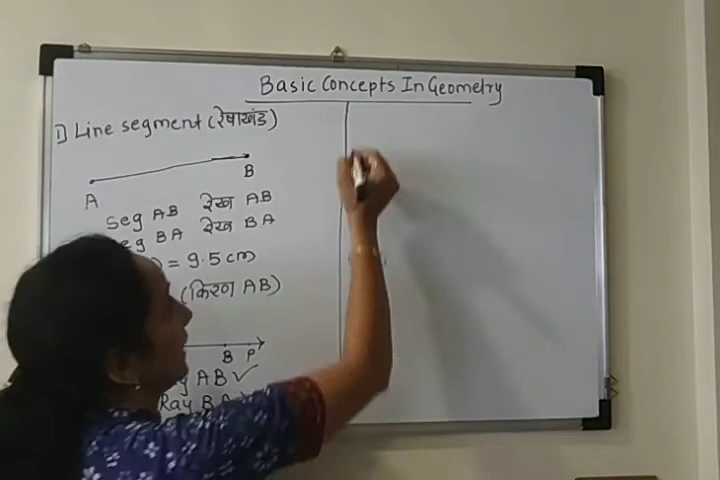 Basic Concepts In Geometry
1) Line segment (रेषाखंड)
A B
seg AB रेख AB
seg BA रेख BA
= 9.5 cm
(किरण AB)
B P
AB ✓
Ray B